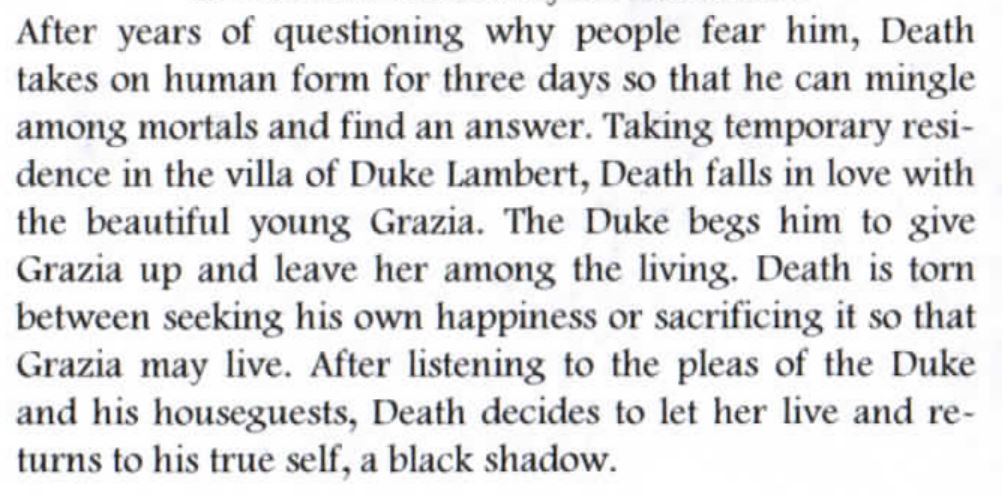 After years of questioning why people fear him, Death
takes on human form for three days so that he can mingle
among mortals and find an answer. Taking temporary resi-
dence in the villa of Duke Lambert, Death falls in love with
the beautiful young Grazia. The Duke begs him to give
Grazia up and leave her among the living. Death is torn
between seeking his own happiness or sacrificing it so that
Grazia may live. After listening to the pleas of the Duke
and his houseguests, Death decides to let her live and re-
turns to his true self, a black shadow.